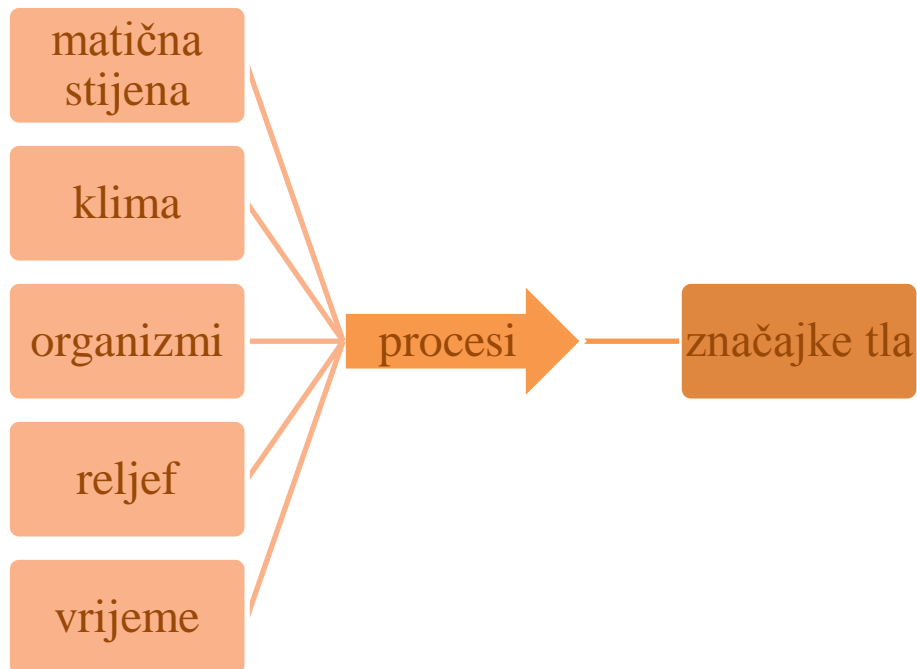 matična
stijena
klima
organizmi
reljef
vrijeme
procesi
značajke tla